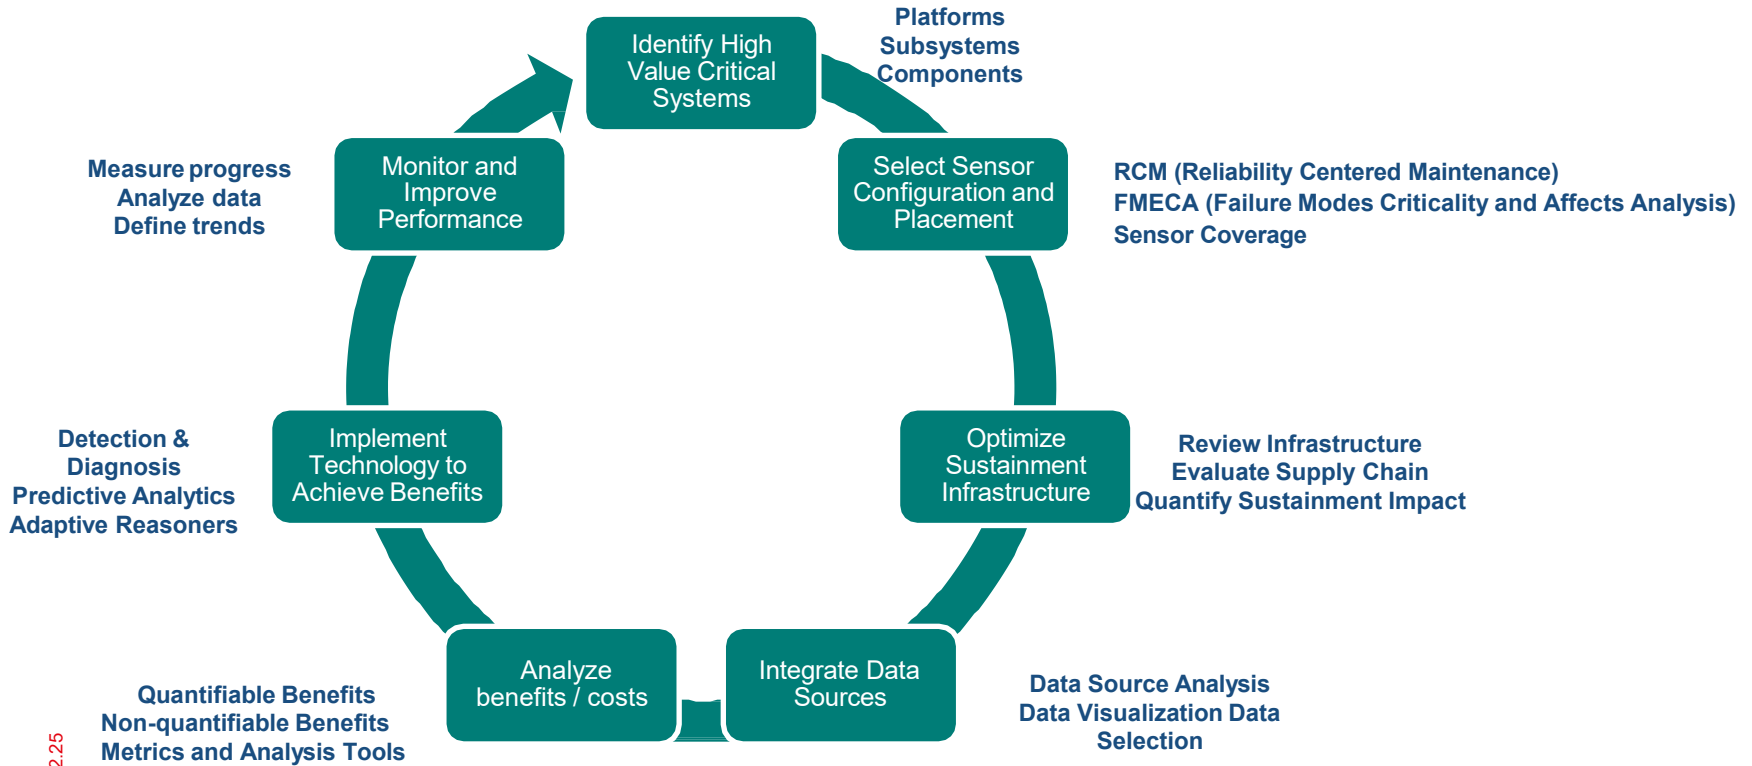 Identify High
Value Critical
Systems
Platforms
Subsystems
Components
Select Sensor
Configuration and
Placement
RCM (Reliability Centered Maintenance)
FMECA (Failure Modes Criticality and Affects Analysis)
Sensor Coverage
Optimize
Sustainment
Infrastructure
Review Infrastructure
Evaluate Supply Chain
Quantify Sustainment Impact
Integrate Data
Sources
Data Source Analysis
Data Visualization Data
Selection
Analyze
benefits / costs
Quantifiable Benefits
Non-quantifiable Benefits
Metrics and Analysis Tools
Implement
Technology to
Achieve Benefits
Detection &
Diagnosis
Predictive Analytics
Adaptive Reasoners
Monitor and
Improve
Performance
Measure progress
Analyze data
Define trends
2.25